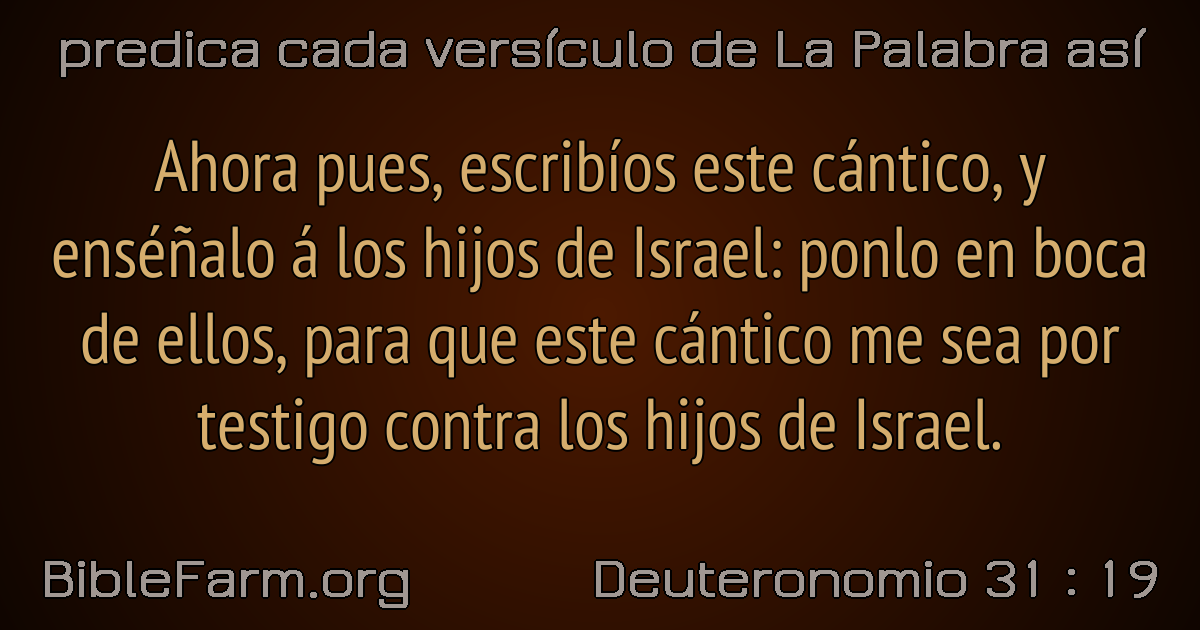 predica cada versículo de La Palabra así
Ahora pues, escribíos este cántico, y
enséñalo á los hijos de Israel: ponlo en boca
de ellos, para que este cántico me sea por
testigo contra los hijos de Israel.
BibleFarm.org
Deuteronomio 31 : 19